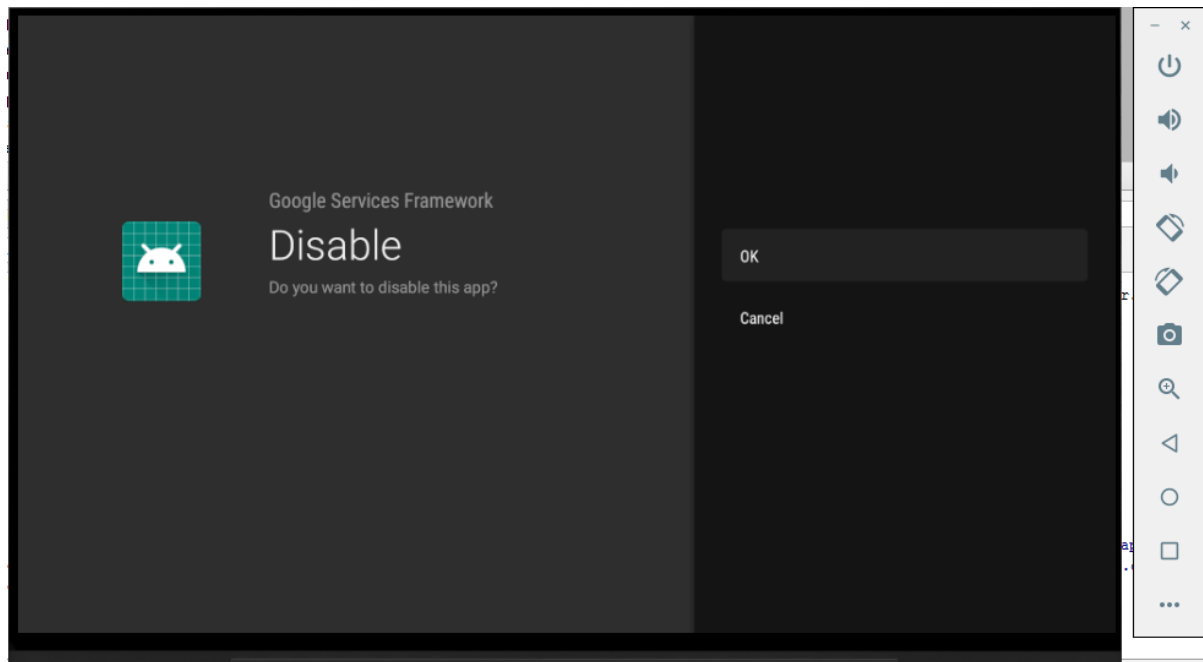 Google Services Framework
Disable
Do you want to disable this app?
OK
Cancel
r.